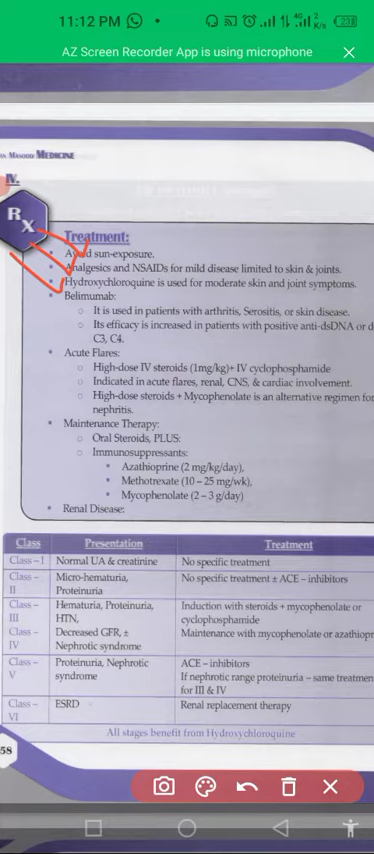 11:12 PM
4G 2 K/s 23
AZ Screen Recorder App is using microphone
MASOOD MEDICINE
IV.
Rx
Treatment:
Avoid sun-exposure.
Analgesics and NSAIDs for mild disease limited to skin & joints.
Hydroxychloroquine is used for moderate skin and joint symptoms.
Belimumab:
It is used in patients with arthritis, Serositis, or skin disease.
Its efficacy is increased in patients with positive anti-dsDNA or
C3, C4.
Acute Flares:
High-dose IV steroids (1mg/kg)+ IV cyclophosphamide
Indicated in acute flares, renal, CNS, & cardiac involvement.
High-dose steroids + Mycophenolate is an alternative regimen for
nephritis.
Maintenance Therapy:
Oral Steroids, PLUS:
Immunosuppressants:
Azathioprine (2 mg/kg/day),
Methotrexate (10 – 25 mg/wk),
Mycophenolate (2 – 3 g/day)
Renal Disease:
Class Presentation Treatment
Class – I Normal UA & creatinine No specific treatment
Class – II Micro-hematuria, Proteinuria No specific treatment ± ACE – inhibitors
Class – III Class – IV Hematuria, Proteinuria, HTN, Decreased GFR, ± Nephrotic syndrome Induction with steroids + mycophenolate or cyclophosphamide Maintenance with mycophenolate or azathiopr
Class – V Proteinuria, Nephrotic syndrome ACE – inhibitors If nephrotic range proteinuria – same treatmen for III & IV
Class – VI ESRD Renal replacement therapy
All stages benefit from Hydroxychloroquine
58